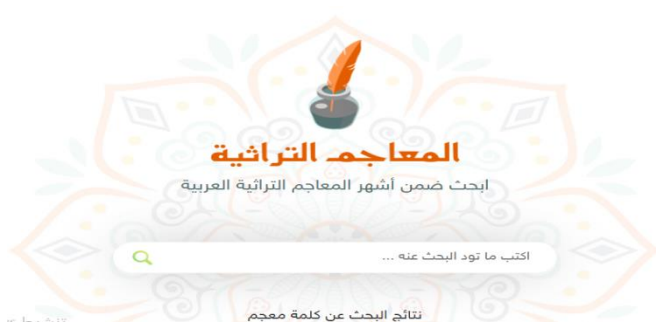 المعاجم التراثية
ابحث ضمن أشهر المعاجم التراثية العربية
اكتب ما تود البحث عنه ...
نتائج البحث عن كلمة معجم